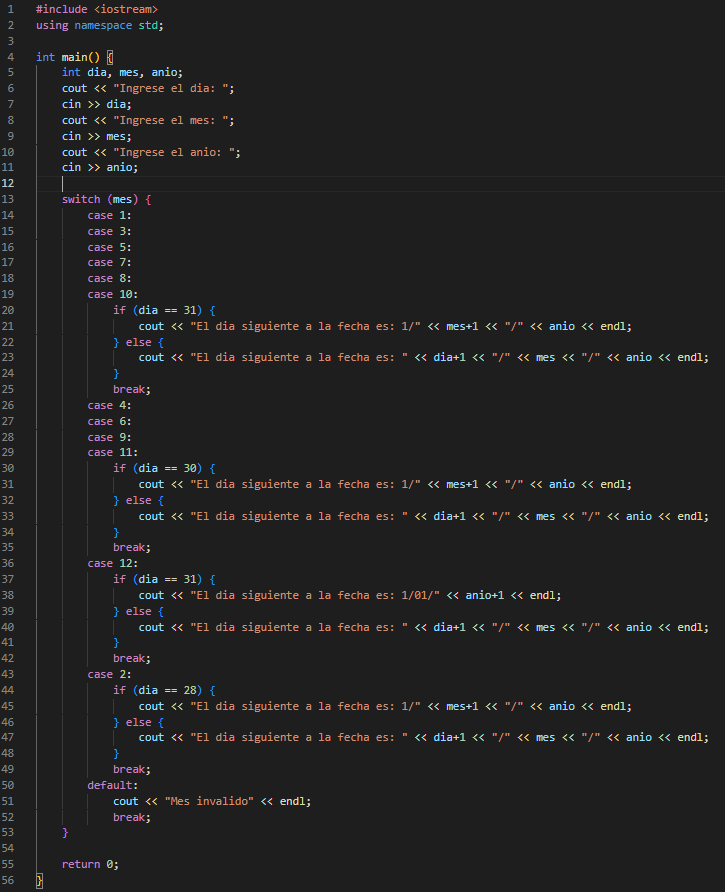 1 #include <iostream>
2 using namespace std;
3
4 int main() {
5 int dia, mes, anio;
6 cout << "Ingrese el dia: ";
7 cin >> dia;
8 cout << "Ingrese el mes: ";
9 cin >> mes;
10 cout << "Ingrese el anio: ";
11 cin >> anio;
12
13 switch (mes) {
14 case 1:
15 case 3:
16 case 5:
17 case 7:
18 case 8:
19 case 10:
20 if (dia == 31) {
21 cout << "El dia siguiente a la fecha es: 1/" << mes+1 << "/" << anio << endl;
22 } else {
23 cout << "El dia siguiente a la fecha es: " << dia+1 << "/" << mes << "/" << anio << endl;
24 }
25 break;
26 case 4:
27 case 6:
28 case 9:
29 case 11:
30 if (dia == 30) {
31 cout << "El dia siguiente a la fecha es: 1/" << mes+1 << "/" << anio << endl;
32 } else {
33 cout << "El dia siguiente a la fecha es: " << dia+1 << "/" << mes << "/" << anio << endl;
34 }
35 break;
36 case 12:
37 if (dia == 31) {
38 cout << "El dia siguiente a la fecha es: 1/01/" << anio+1 << endl;
39 } else {
40 cout << "El dia siguiente a la fecha es: " << dia+1 << "/" << mes << "/" << anio << endl;
41 }
42 break;
43 case 2:
44 if (dia == 28) {
45 cout << "El dia siguiente a la fecha es: 1/" << mes+1 << "/" << anio << endl;
46 } else {
47 cout << "El dia siguiente a la fecha es: " << dia+1 << "/" << mes << "/" << anio << endl;
48 }
49 break;
50 default:
51 cout << "Mes invalido" << endl;
52 break;
53 }
54
55 return 0;
56 }